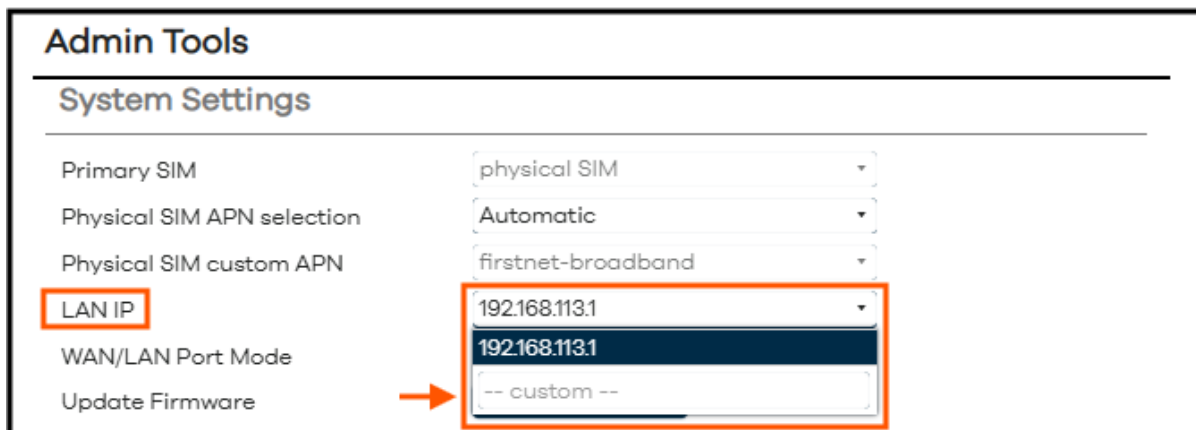 Admin Tools
System Settings
Primary SIM physical SIM
Physical SIM APN selection Automatic
Physical SIM custom APN firstnet-broadband
LAN IP 192.168.113.1
WAN/LAN Port Mode 192.168.113.1
Update Firmware -- custom --